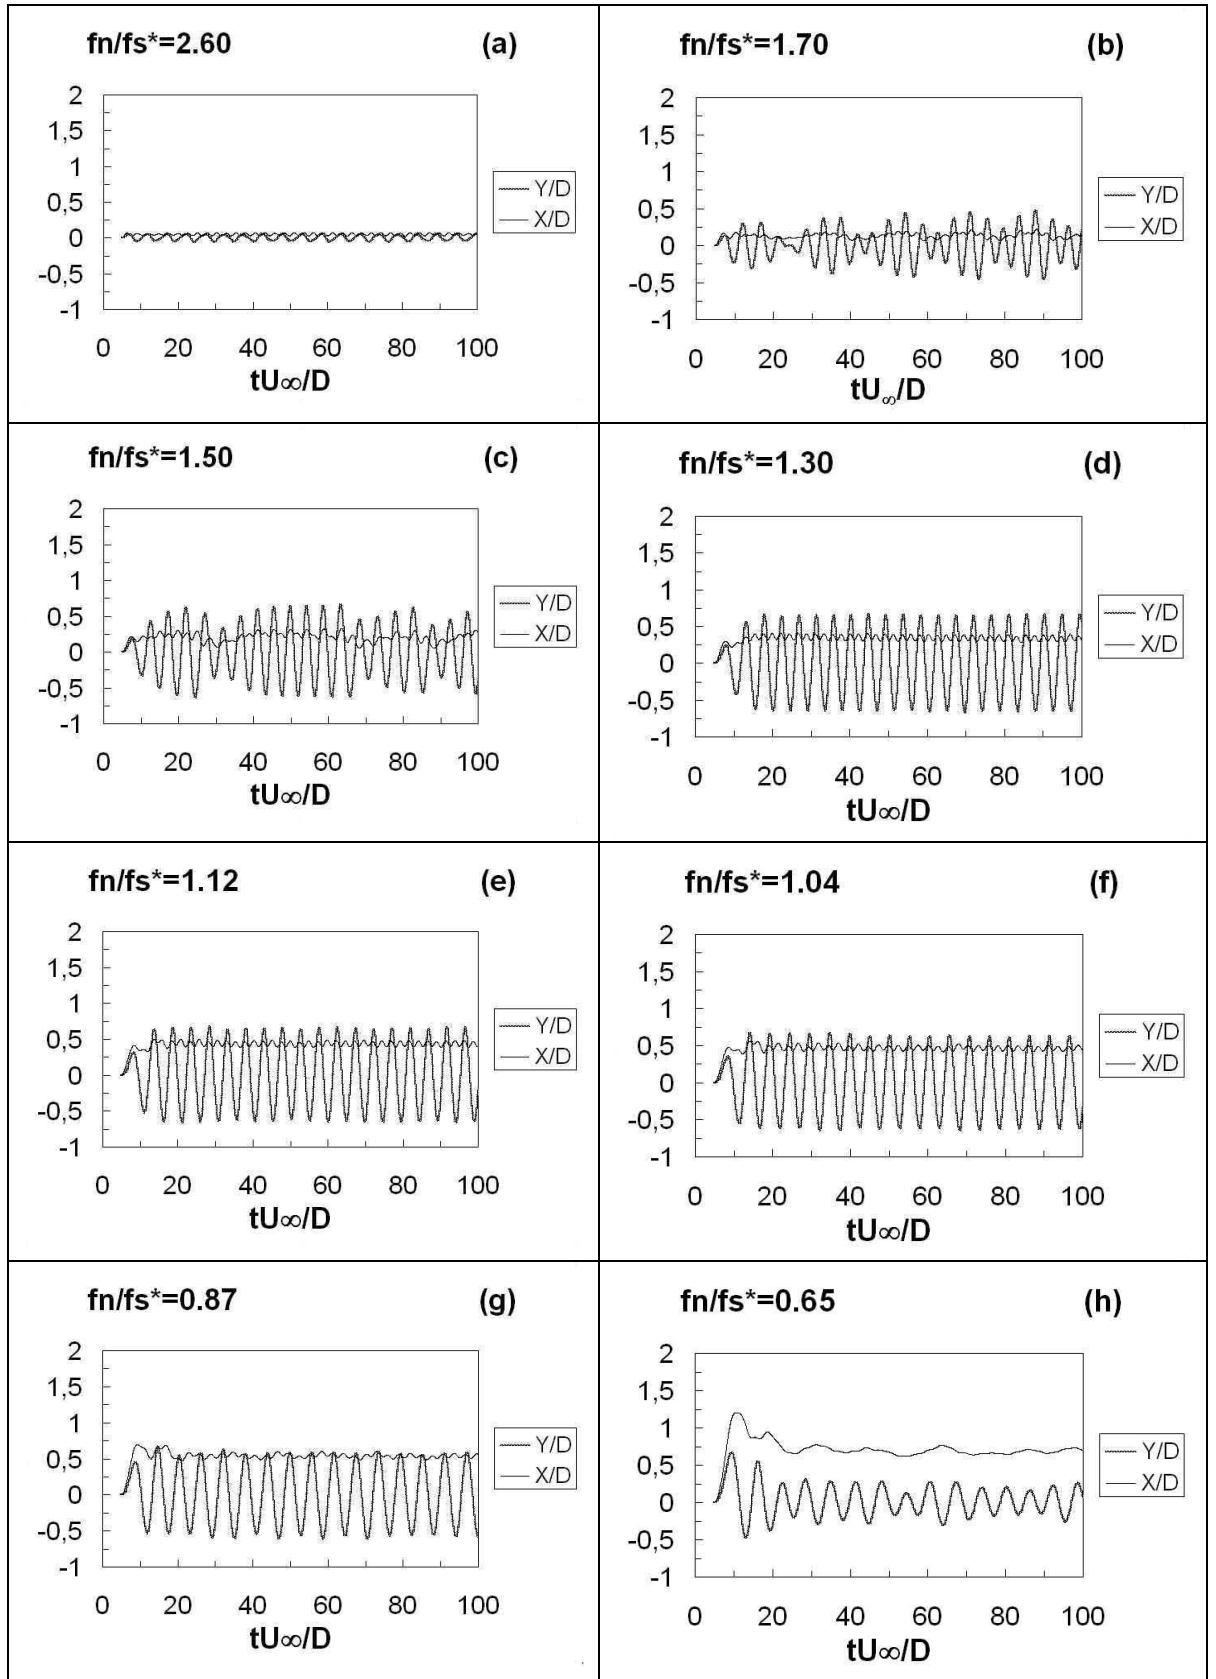 fn/fs*=2.60 (a)
2
1,5
1
0,5
0
-0,5
-1
Y/D
X/D
0 20 40 60 80 100
tU∞/D
fn/fs*=1.70 (b)
2
1,5
1
0,5
0
-0,5
-1
Y/D
X/D
0 20 40 60 80 100
tU∞/D
fn/fs*=1.50 (c)
2
1,5
1
0,5
0
-0,5
-1
Y/D
X/D
0 20 40 60 80 100
tU∞/D
fn/fs*=1.30 (d)
2
1,5
1
0,5
0
-0,5
-1
Y/D
X/D
0 20 40 60 80 100
tU∞/D
fn/fs*=1.12 (e)
2
1,5
1
0,5
0
-0,5
-1
Y/D
X/D
0 20 40 60 80 100
tU∞/D
fn/fs*=1.04 (f)
2
1,5
1
0,5
0
-0,5
-1
Y/D
X/D
0 20 40 60 80 100
tU∞/D
fn/fs*=0.87 (g)
2
1,5
1
0,5
0
-0,5
-1
Y/D
X/D
0 20 40 60 80 100
tU∞/D
fn/fs*=0.65 (h)
2
1,5
1
0,5
0
-0,5
-1
Y/D
X/D
0 20 40 60 80 100
tU∞/D